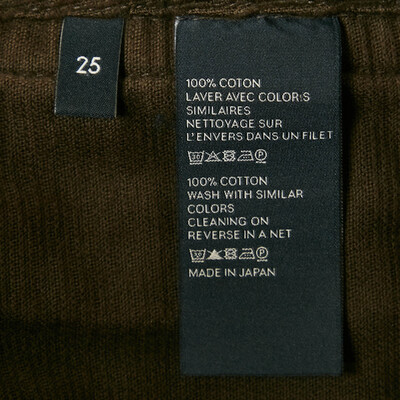 25
100% COTON
LAVER AVEC COLORIS
SIMILAIRES
NETTOYAGE SUR
L'ENVERS DANS UN FILET
100% COTTON
WASH WITH SIMILAR
COLORS
CLEANING ON
REVERSE IN A NET
MADE IN JAPAN